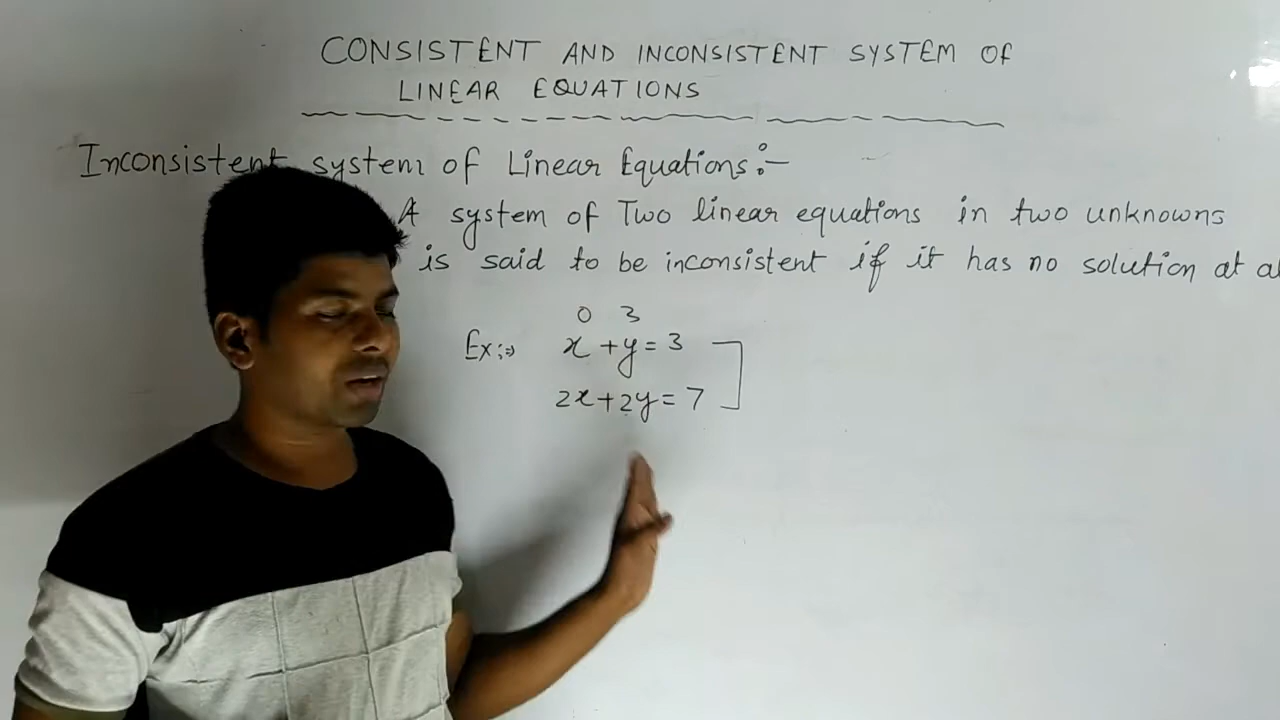 CONSISTENT AND INCONSISTENT SYSTEM OF
LINEAR EQUATIONS
Inconsistent system of Linear Equations:-
A system of Two linear equations in two unknowns
is said to be inconsistent if it has no solution at
0 3
Ex:⇒ x + y = 3
2x + 2y = 7